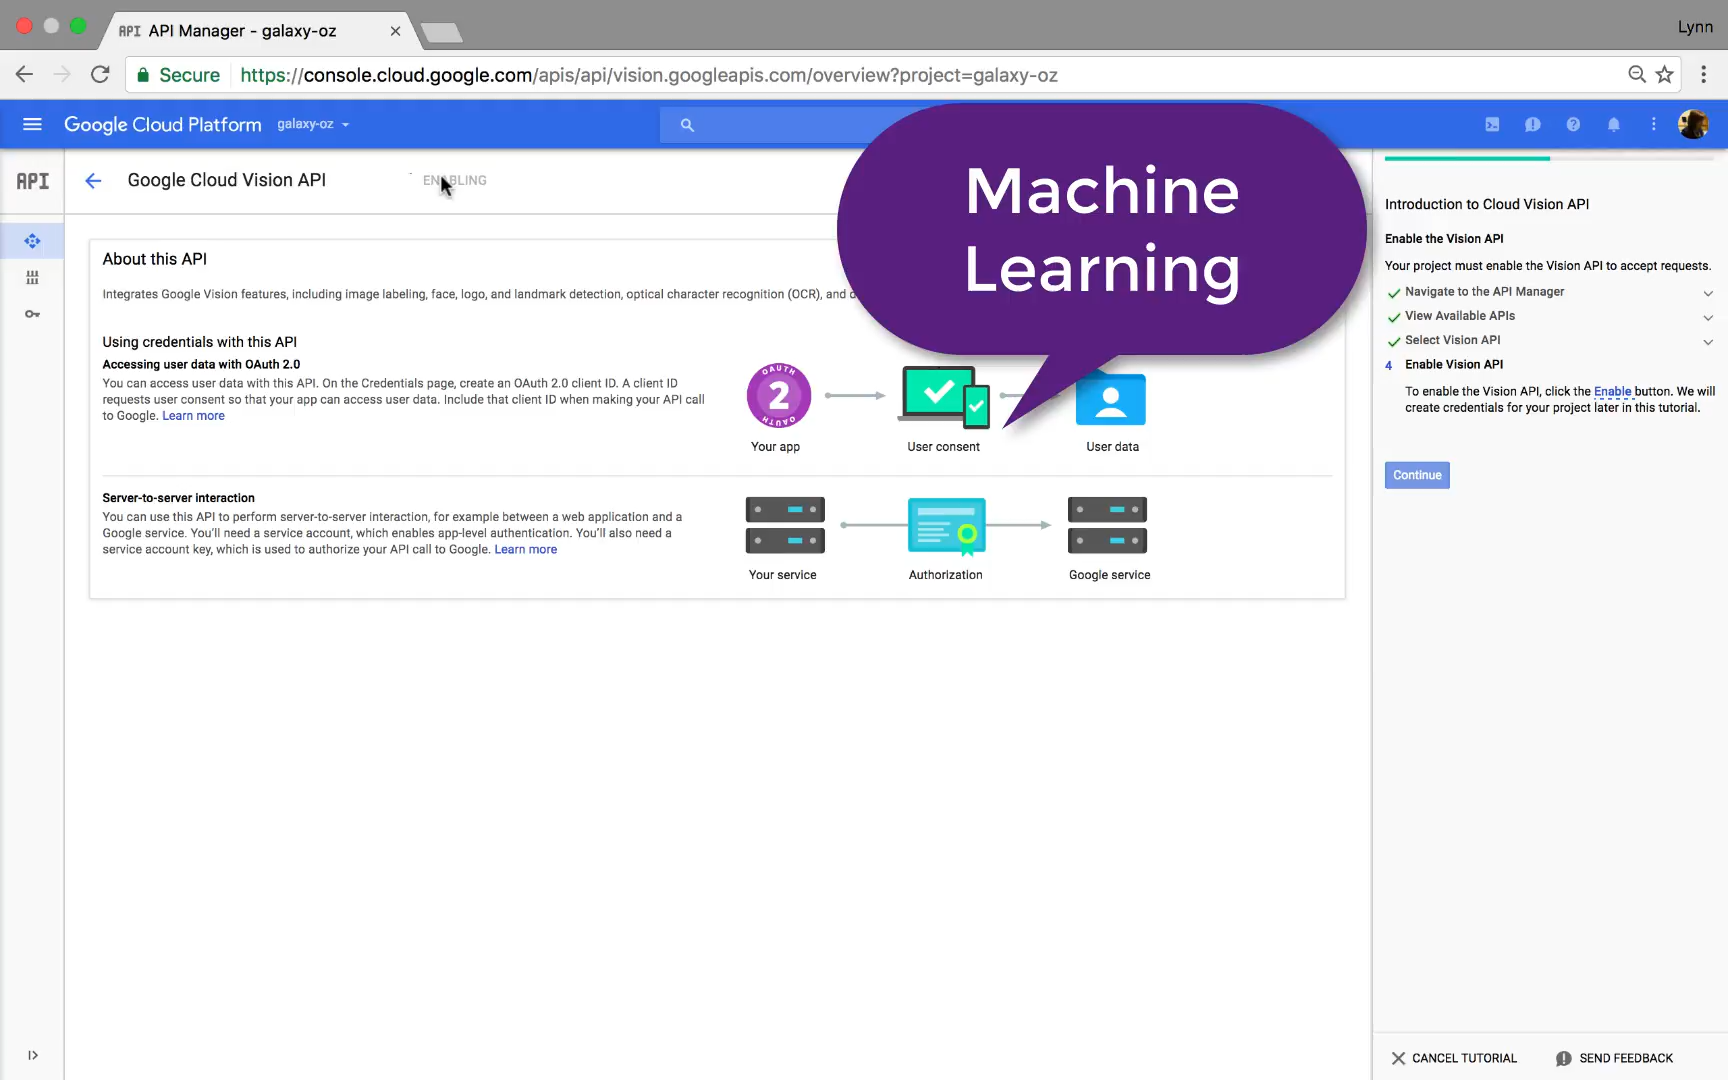 API API Manager - galaxy-oz
Lynn
Secure https://console.cloud.google.com/apis/api/vision.googleapis.com/overview?project=galaxy-oz
Google Cloud Platform galaxy-oz
API
Google Cloud Vision API
ENABLING
Machine
Learning
About this API
Integrates Google Vision features, including image labeling, face, logo, and landmark detection, optical character recognition (OCR), and
Using credentials with this API
Accessing user data with OAuth 2.0
You can access user data with this API. On the Credentials page, create an OAuth 2.0 client ID. A client ID
requests user consent so that your app can access user data. Include that client ID when making your API call
to Google. Learn more
OAUTH
2
OAUTH
Your app
User consent
User data
Server-to-server interaction
You can use this API to perform server-to-server interaction, for example between a web application and a
Google service. You'll need a service account, which enables app-level authentication. You'll also need a
service account key, which is used to authorize your API call to Google. Learn more
Your service
Authorization
Google service
Introduction to Cloud Vision API
Enable the Vision API
Your project must enable the Vision API to accept requests.
Navigate to the API Manager
View Available APIs
Select Vision API
4 Enable Vision API
To enable the Vision API, click the Enable button. We will
create credentials for your project later in this tutorial.
Continue
CANCEL TUTORIAL
SEND FEEDBACK